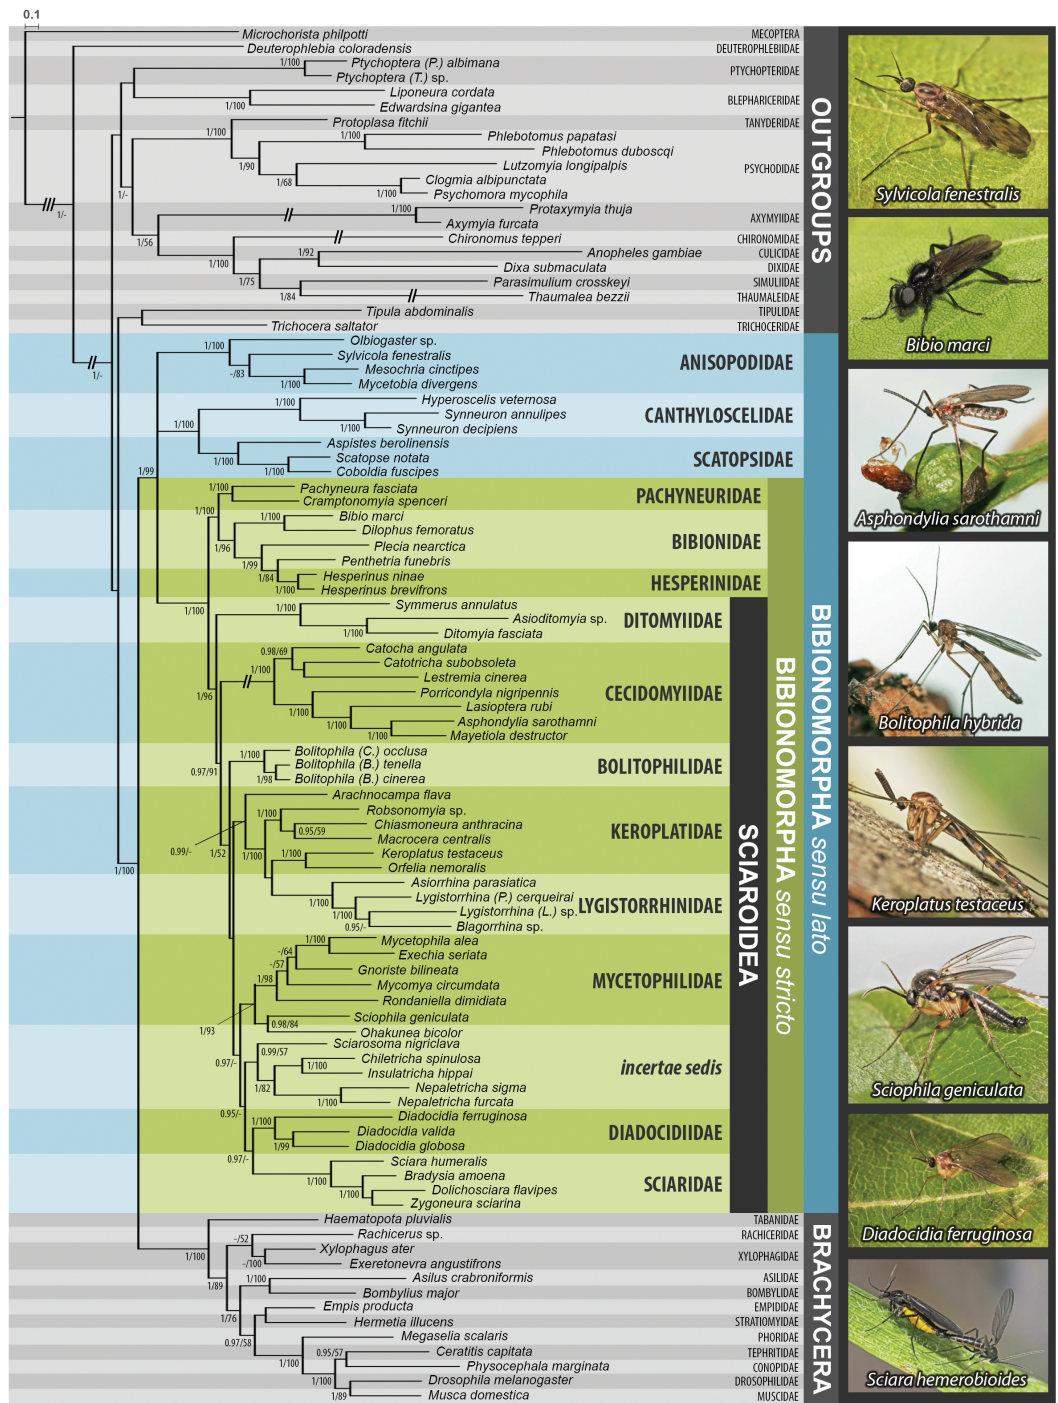 0.1
Microchorista philpotti MECOPTERA
Deuterophlebia coloradensis DEUTEROPHLEBIIDAE
1/100 Ptychoptera (P.) albimana
Ptychoptera (T.) sp.
PTYCHOPTERIDAE
Liponeura cordata
1/100 Edwardsina gigantea
BLEPHARICERIDAE
Protoplasa fitchii TANYDERIDAE
1/100
1/100 Phlebotomus papatasi
Phlebotomus duboscqi
1/90
Lutzomyia longipalpis
PSYCHODIDAE
1/68
Clogmia albipunctata
1/100 Psychomora mycophila
1/-
1/-
1/100 Protaxymyia thuja
Axymyia furcata
AXYMYIIDAE
1/56
Chironomus tepperi CHIRONOMIDAE
1/100
1/92 Anopheles gambiae CULICIDAE
Dixa submaculata DIXIDAE
1/75
Parasimulium crosskeyi SIMULIIDAE
1/84 Thaumalea bezzii THAUMALEIDAE
Tipula abdominalis TIPULIDAE
Trichocera saltator TRICHOCERIDAE
OUTGROUPS
1/-
1/100 Olbiogaster sp.
Sylvicola fenestralis
-/83
Mesochria cinctipes
1/100 Mycetobia divergens
ANISOPODIDAE
1/100 Hyperoscelis veternosa
Synneuron annulipes
1/100 Synneuron decipiens
CANTHYLOSCELIDAE
1/100
Aspistes berolinensis
1/100 Scatopse notata
1/100 Coboldia fuscipes
SCATOPSIDAE
1/99
1/100 Pachyneura fasciata
Cramptonomyia spenceri
PACHYNEURIDAE
1/100
1/100 Bibio marci
Dilophus femoratus
1/96
Plecia nearctica
1/99 Penthetria funebris
BIBIONIDAE
1/84 Hesperinus ninae
1/100 Hesperinus brevifrons
HESPERINIDAE
1/100
1/100 Symmerus annulatus
Asioditomyia sp.
1/100 Ditomyia fasciata
DITOMYIIDAE
0.98/69 Catocha angulata
Catotricha subobsoleta
1/100
Lestremia cinerea
Porricondyla nigripennis
1/100
Lasioptera rubi
1/100
Asphondylia sarothamni
1/100 Mayetiola destructor
CECIDOMYIIDAE
1/96
1/100 Bolitophila (C.) occlusa
Bolitophila (B.) tenella
1/98 Bolitophila (B.) cinerea
BOLITOPHILIDAE
0.97/91
Arachnocampa flava
1/100 Robsonomyia sp.
0.95/59 Chiasmoneura anthracina
Macrocera centralis
1/100
1/100 Keroplatus testaceus
Orfelia nemoralis
KEROPLATIDAE
0.99/-
1/52
1/100
Asiorrhina parasiatica
1/100 Lygistorrhina (P.) cerqueirai
1/100 Lygistorrhina (L.) sp.
0.95/- Blagorrhina sp.
LYGISTORRHINIDAE
1/100 Mycetophila alea
-/64 Exechia seriata
-/57 Gnoriste bilineata
1/98 Mycomya circumdata
Rondaniella dimidiata
Sciophila geniculata
0.98/84
Ohakunea bicolor
MYCETOPHILIDAE
1/93
0.97/-
0.99/57 Sciarosoma nigriclava
Chiletricha spinulosa
1/100
Insulatricha hippai
1/82
Nepaletricha sigma
1/100 Nepaletricha furcata
incertae sedis
0.95/-
1/100 Diadocidia ferruginosa
Diadocidia valida
1/99 Diadocidia globosa
DIADOCIDIIDAE
0.97/-
Sciara humeralis
1/100 Bradysia amoena
1/100 Dolichosciara flavipes
Zygoneura sciarina
SCIARIDAE
SCIAROIDEA
BIBIONOMORPHA sensu stricto
BIBIONOMORPHA sensu lato
1/100
Haematopota pluvialis TABANIDAE
1/100
-/52 Rachicerus sp. RACHICERIDAE
Xylophagus ater
-/100 Exeretonevra angustifrons
XYLOPHAGIDAE
1/89
1/100 Asilus crabroniformis ASILIDAE
Bombylius major BOMBYLIDAE
1/76
Empis producta EMPIDIDAE
Hermetia illucens STRATIOMYIDAE
0.97/58
Megaselia scalaris PHORIDAE
1/100
0.95/57 Ceratitis capitata TEPHRITIDAE
Physocephala marginata CONOPIDAE
1/100
Drosophila melanogaster DROSOPHILIDAE
1/89 Musca domestica MUSCIDAE
BRACHYCERA
Sylvicola fenestralis
Bibio marci
Asphondylia sarothamni
Bolitophila hybrida
Keroplatus testaceus
Sciophila geniculata
Diadocidia ferruginosa
Sciara hemerobioides